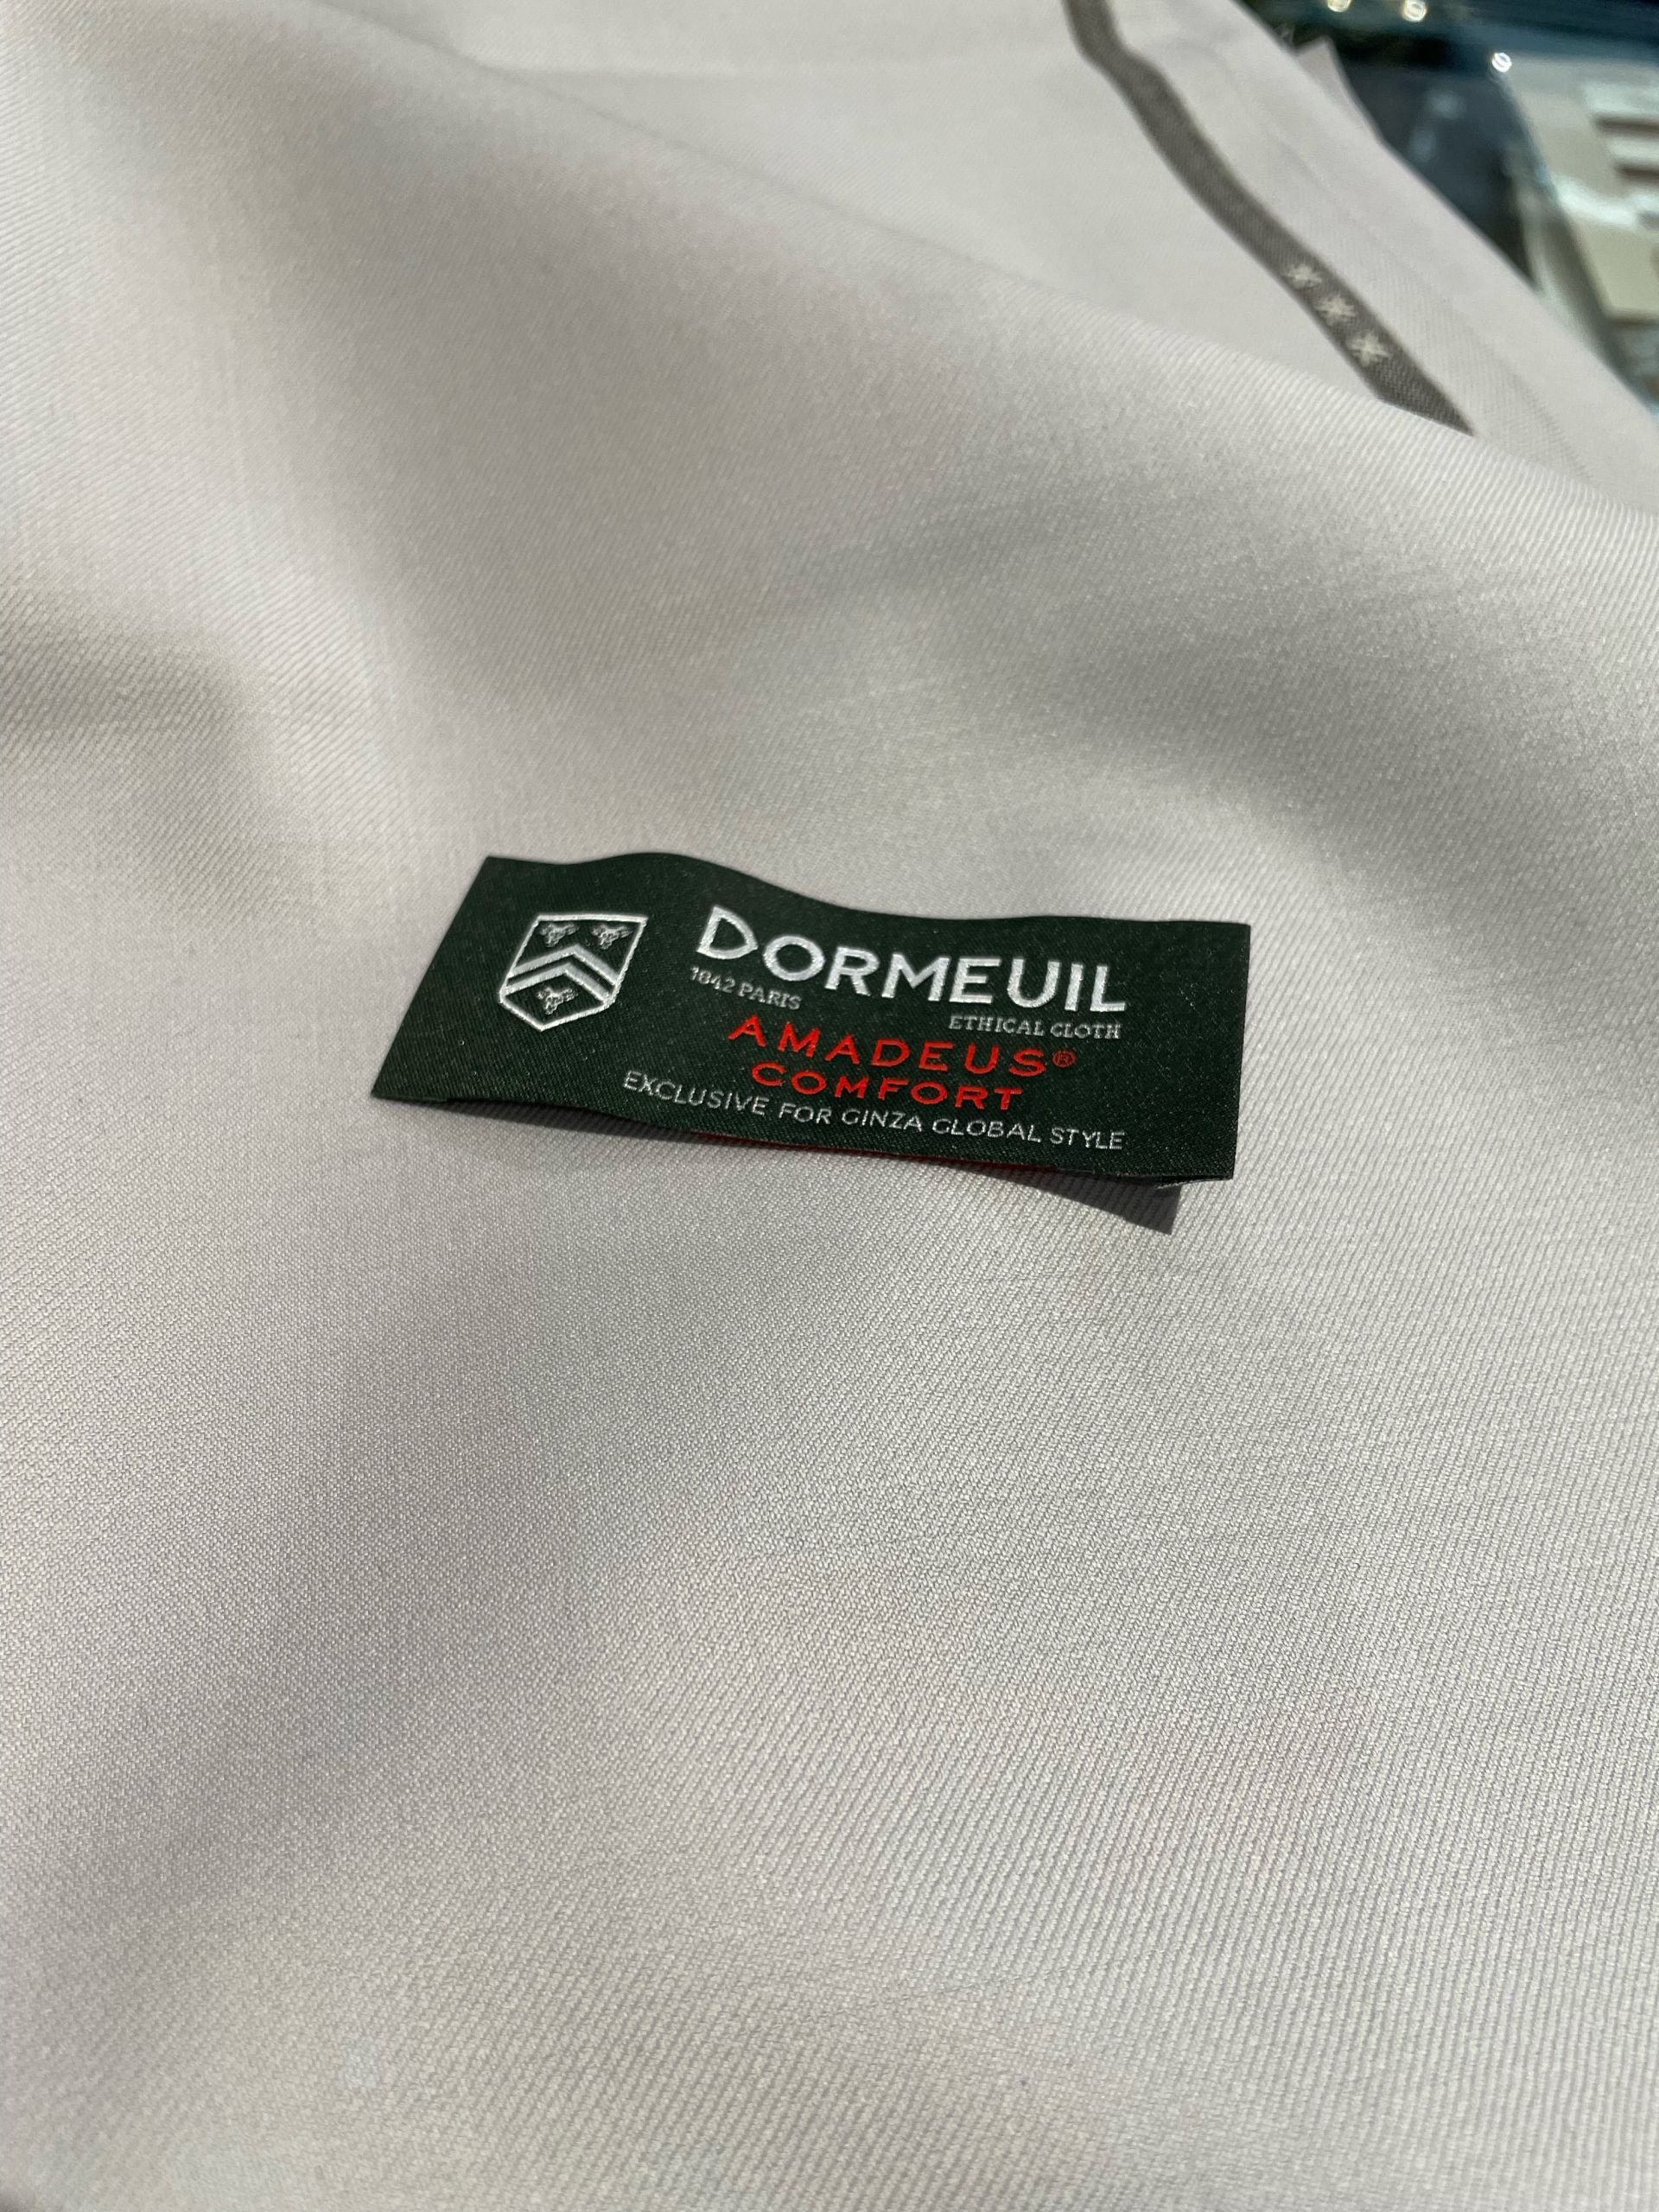 ***
DORMEUIL
1842 PARIS
ETHICAL CLOTH
AMADEUS®
COMFORT
EXCLUSIVE FOR GINZA GLOBAL STYLE